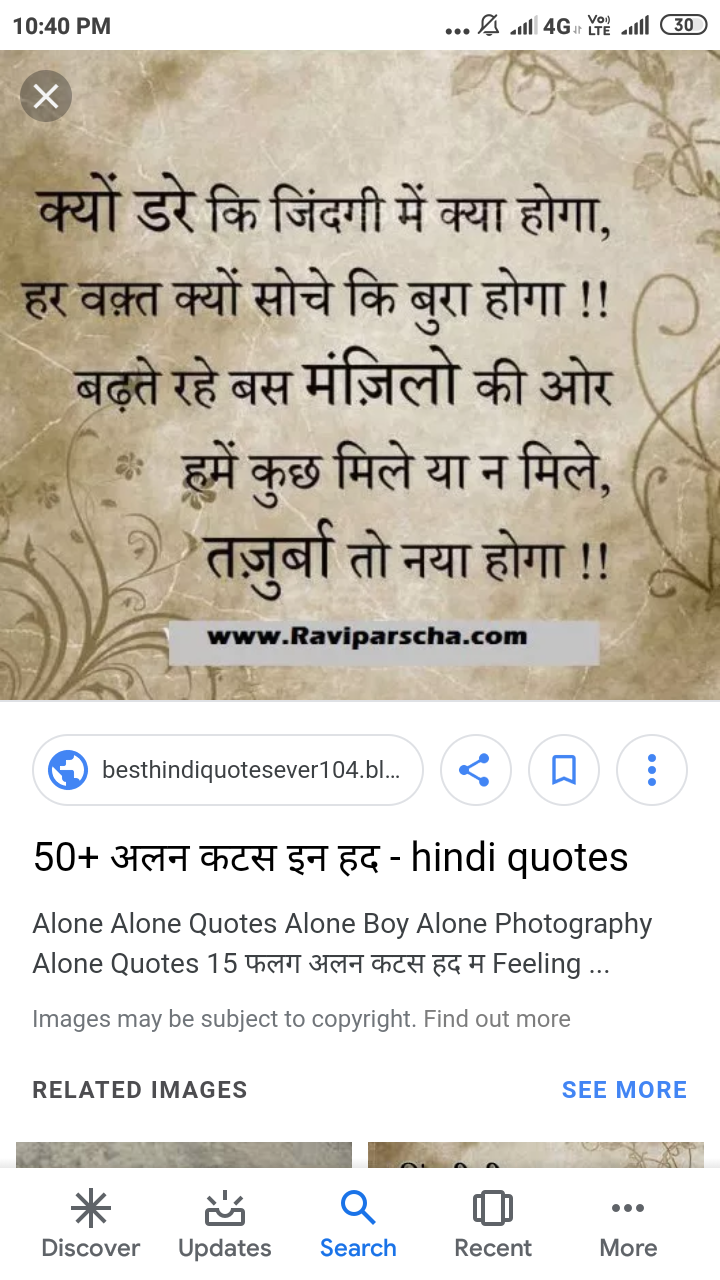 10:40 PM ... 4G Vo)) LTE 30
क्यों डरे कि जिंदगी में क्या होगा,
हर वक़्त क्यों सोचे कि बुरा होगा !!
बढ़ते रहे बस मंज़िलो की ओर
हमें कुछ मिले या न मिले,
तज़ुर्बा तो नया होगा !!
www.Raviparscha.com
besthindiquotesever104.bl...
50+ अलन कटस इन हद - hindi quotes
Alone Alone Quotes Alone Boy Alone Photography
Alone Quotes 15 फलग अलन कटस हद म Feeling ...
Images may be subject to copyright. Find out more
RELATED IMAGES SEE MORE
Discover Updates Search Recent More